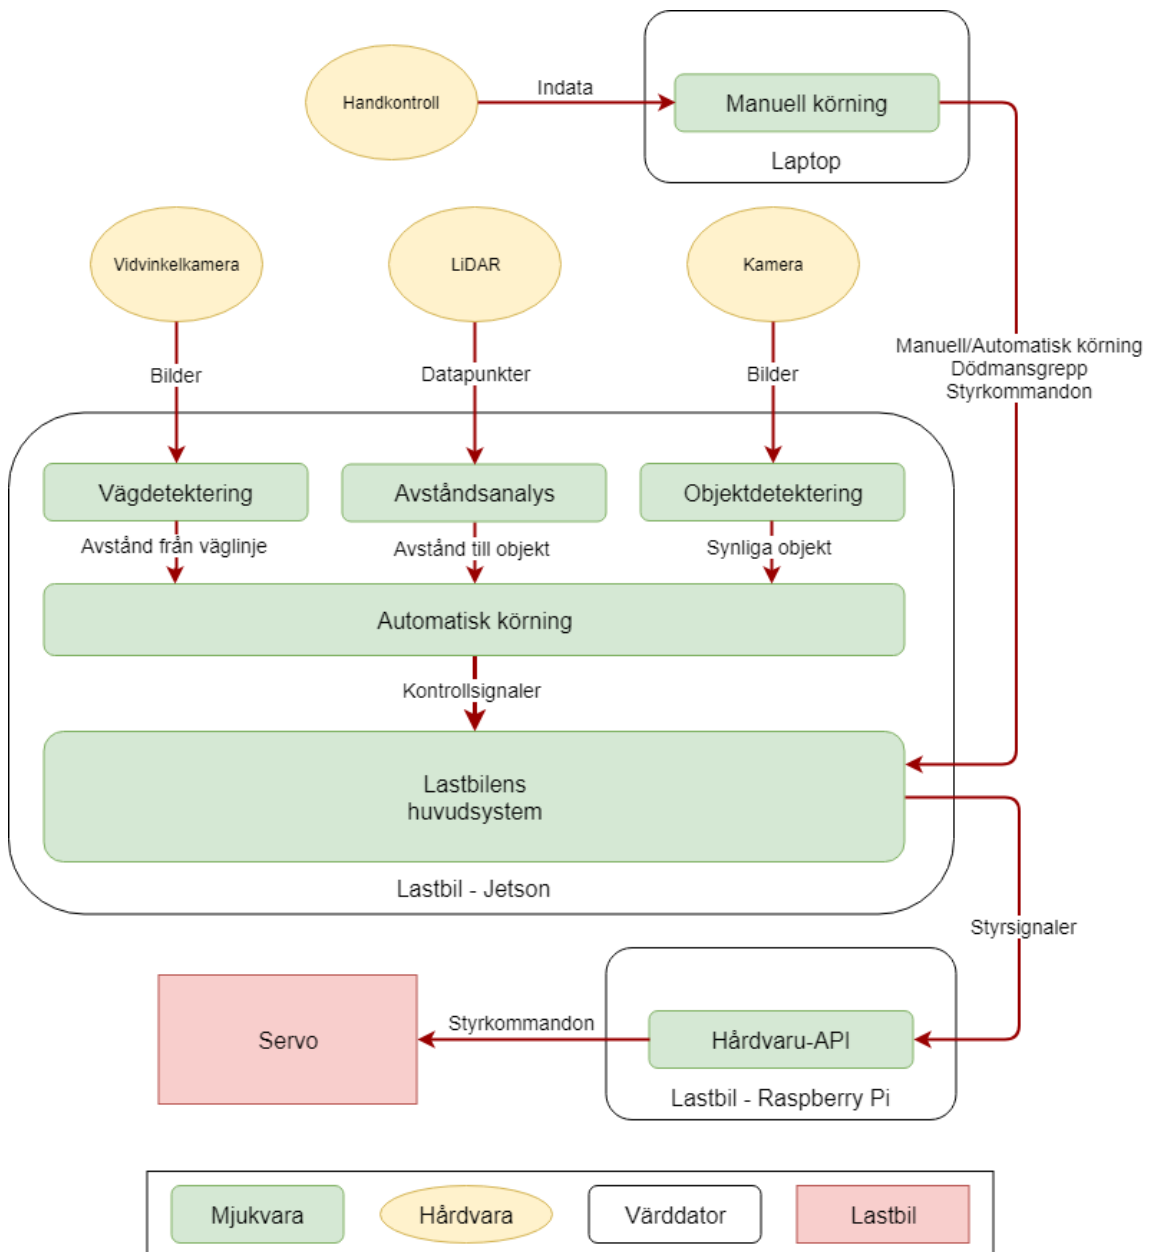 Handkontroll
Indata
Manuell körning
Laptop
Vidvinkelkamera
LiDAR
Kamera
Manuell/Automatisk körning
Dödmansgrepp
Styrkommandon
Bilder
Datapunkter
Bilder
Vägdetektering
Avståndsanalys
Objektdetektering
Avstånd från väglinje
Avstånd till objekt
Synliga objekt
Automatisk körning
Kontrollsignaler
Lastbilens
huvudsystem
Lastbil - Jetson
Styrsignaler
Servo
Styrkommandon
Hårdvaru-API
Lastbil - Raspberry Pi
Mjukvara
Hårdvara
Värddator
Lastbil